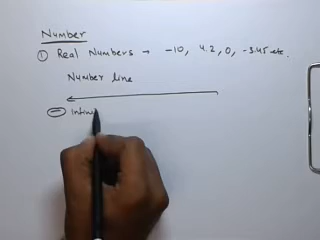 Number
① Real Numbers → -10, 4.2, 0, -3.45 etc.
Number line
⊖ infin